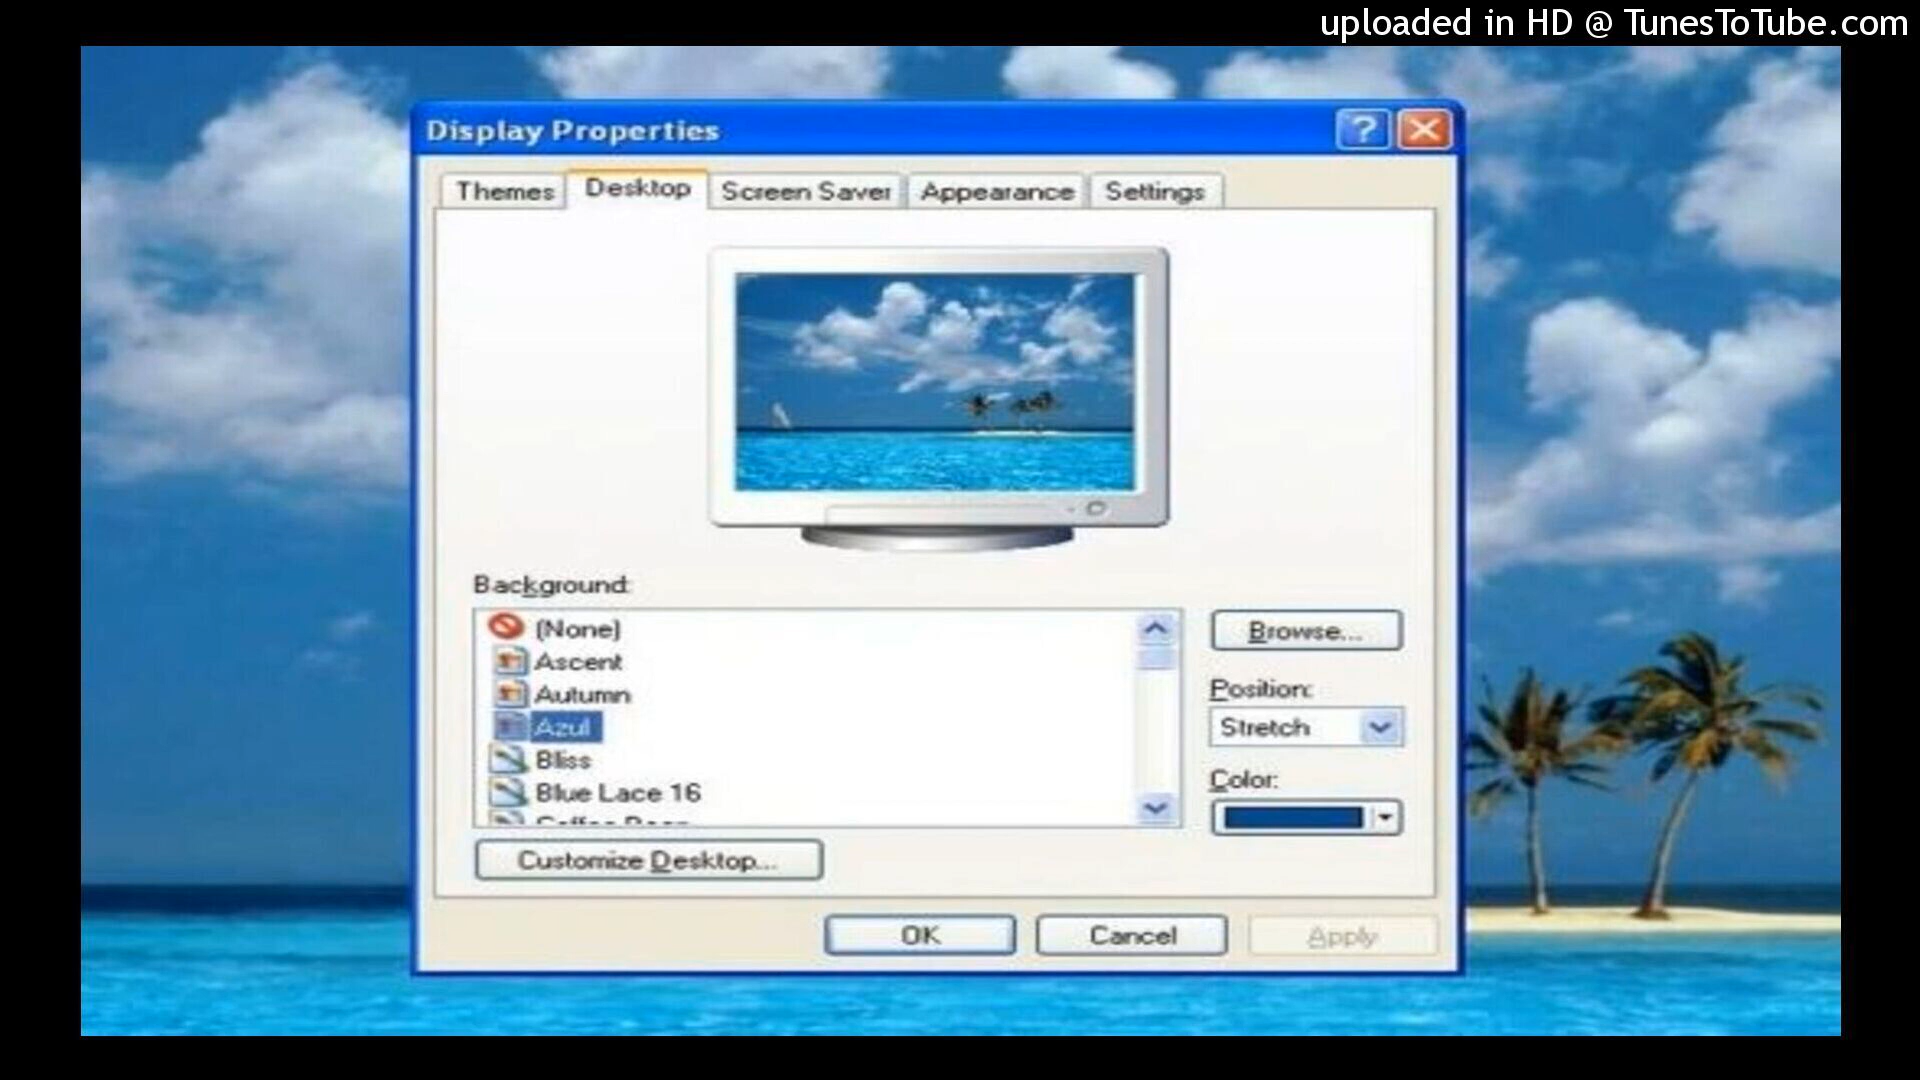 uploaded in HD @ TunesToTube.com
Display Properties
Themes Desktop Screen Saver Appearance Settings
Background:
(None)
Ascent
Autumn
Azul
Bliss
Blue Lace 16
Browse...
Position:
Stretch
Color:
Customize Desktop...
OK Cancel Apply